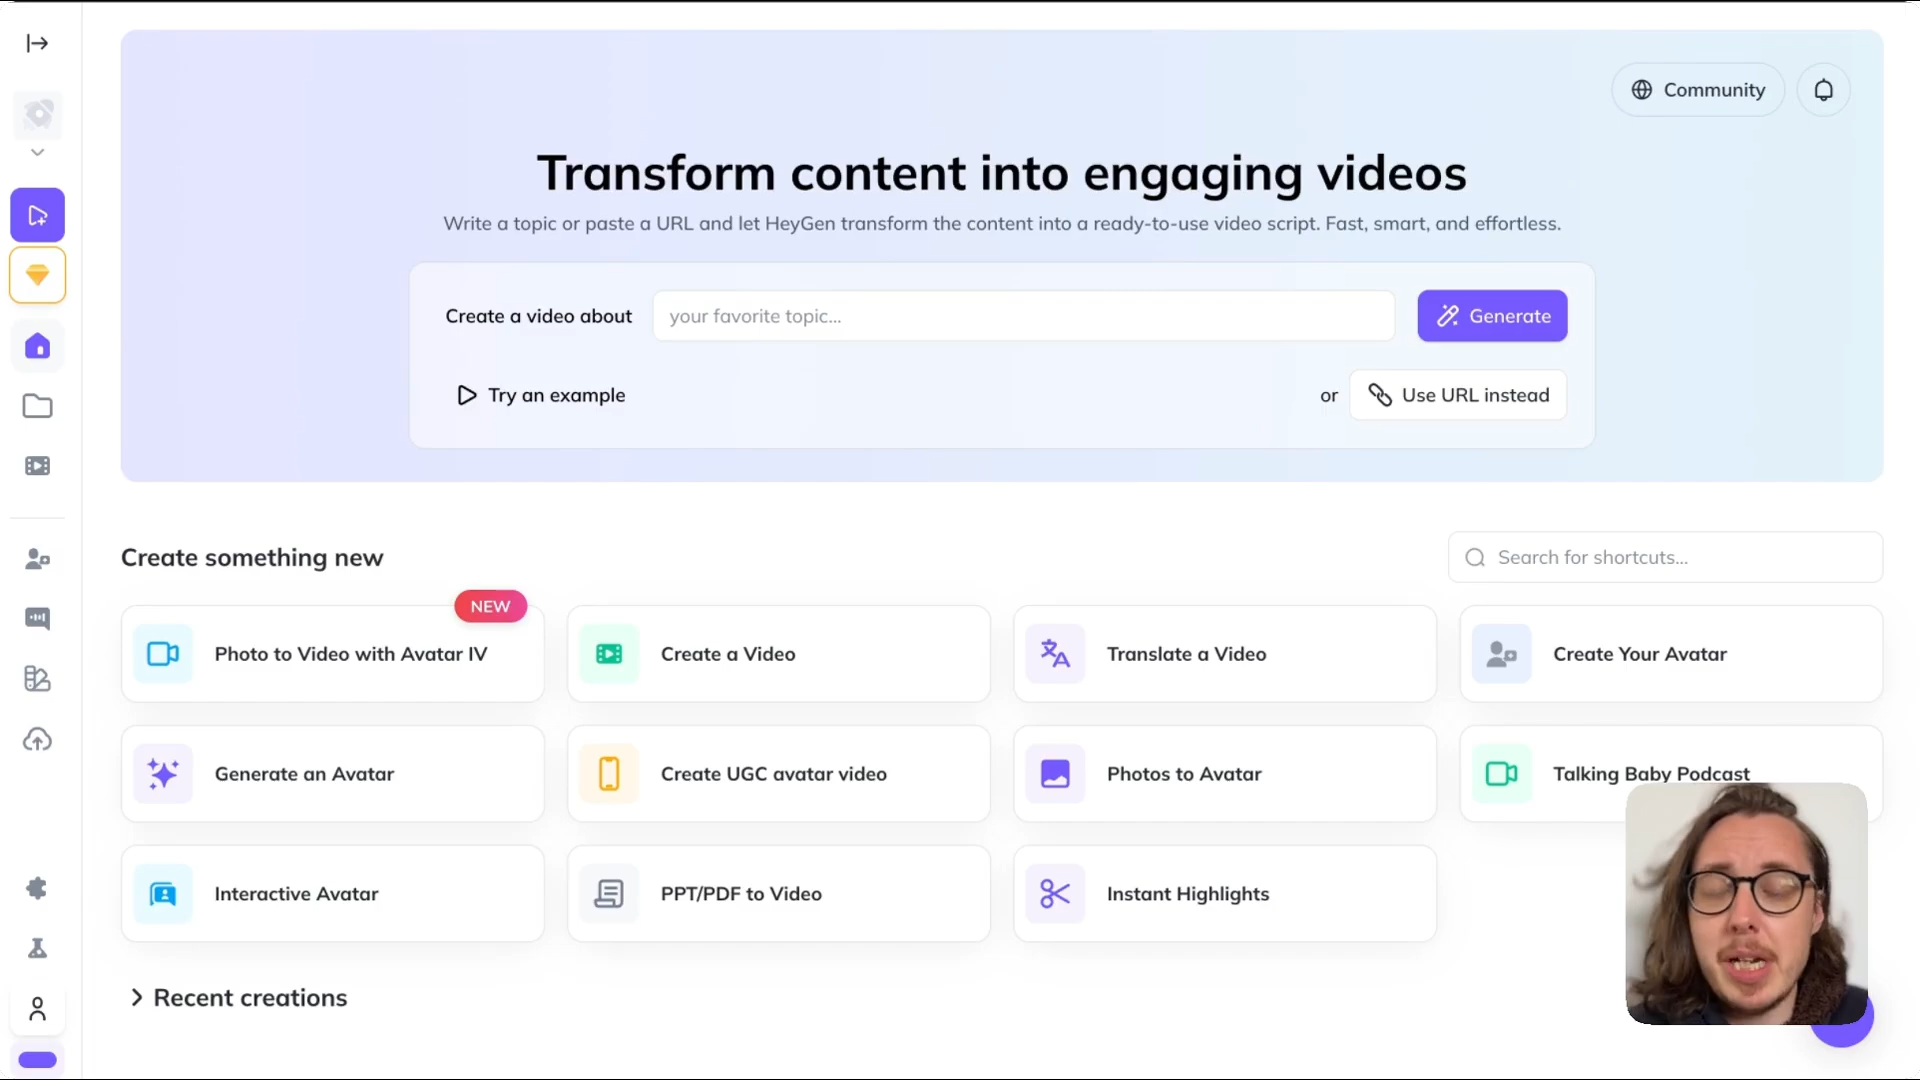 Community
Transform content into engaging videos
Write a topic or paste a URL and let HeyGen transform the content into a ready-to-use video script. Fast, smart, and effortless.
Create a video about
your favorite topic...
Generate
Try an example
or
Use URL instead
Create something new
Search for shortcuts...
NEW
Photo to Video with Avatar IV
Create a Video
Translate a Video
Create Your Avatar
Generate an Avatar
Create UGC avatar video
Photos to Avatar
Talking Baby Podcast
Interactive Avatar
PPT/PDF to Video
Instant Highlights
Recent creations